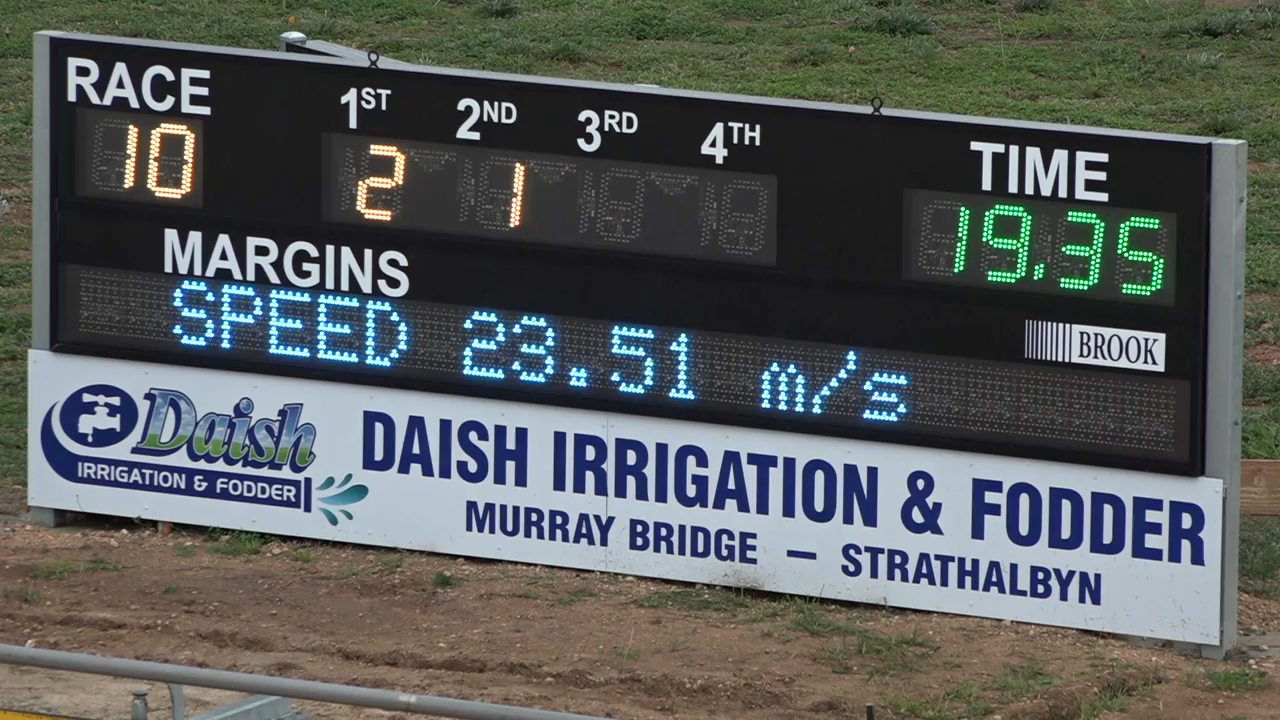 RACE 1ST 2ND 3RD 4TH TIME
10 2 1 19.35
MARGINS
SPEED 23.51 m/s
BROOK
Daish
IRRIGATION & FODDER
DAISH IRRIGATION & FODDER
MURRAY BRIDGE – STRATHALBYN